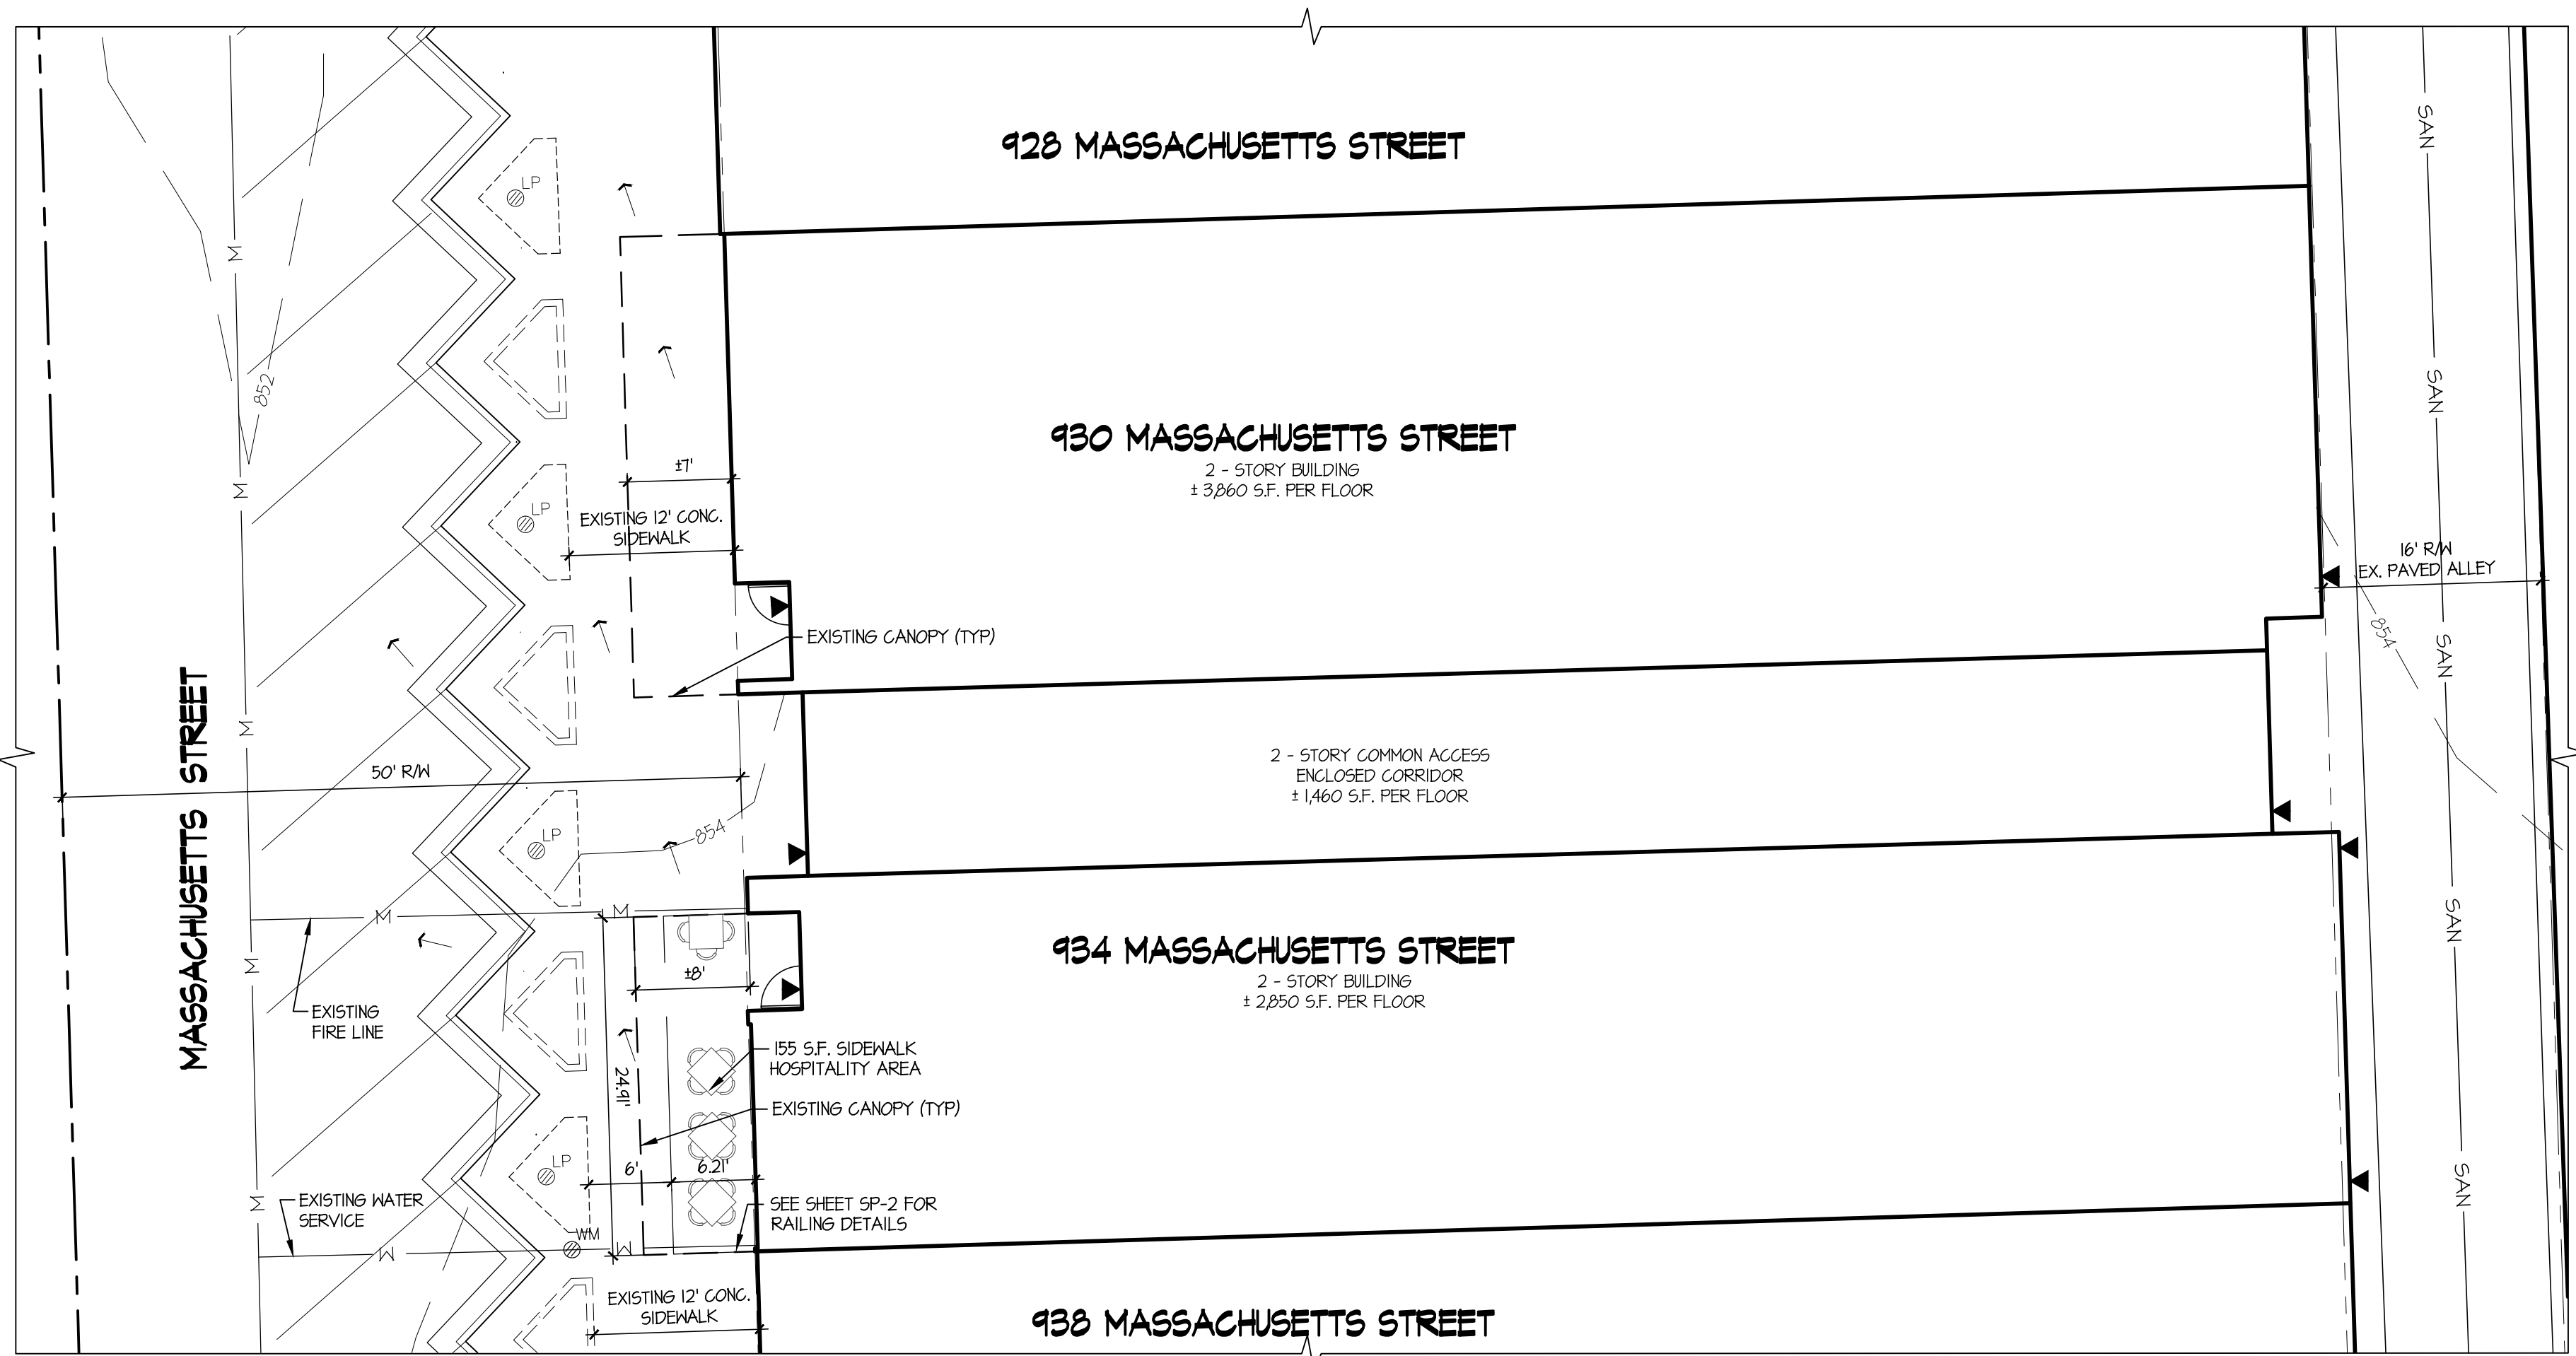 928 MASSACHUSETTS STREET
SAN
LP
M
852
SAN
930 MASSACHUSETTS STREET
2 - STORY BUILDING
± 3,860 S.F. PER FLOOR
±7'
M
LP
EXISTING 12' CONC.
SIDEWALK
16' R/W
EX. PAVED ALLEY
854
SAN
EXISTING CANOPY (TYP)
MASSACHUSETTS STREET
M
50' R/W
2 - STORY COMMON ACCESS
ENCLOSED CORRIDOR
± 1,460 S.F. PER FLOOR
854
LP
M
M
SAN
934 MASSACHUSETTS STREET
2 - STORY BUILDING
± 2,850 S.F. PER FLOOR
M
±8'
EXISTING
FIRE LINE
155 S.F. SIDEWALK
HOSPITALITY AREA
24.91'
EXISTING CANOPY (TYP)
LP
6'
6.21'
SAN
M
EXISTING WATER
SERVICE
SEE SHEET SP-2 FOR
RAILING DETAILS
WM
M
M
EXISTING 12' CONC.
SIDEWALK
938 MASSACHUSETTS STREET